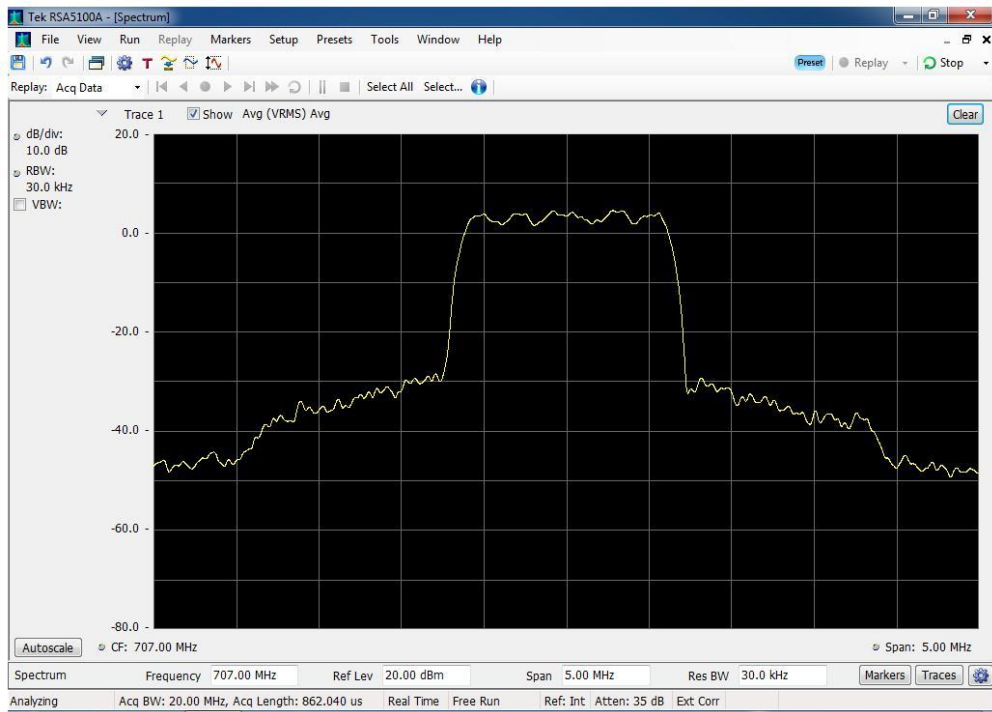 Tek RSA5100A - [Spectrum]
File View Run Replay Markers Setup Presets Tools Window Help
T
Preset Replay Stop
Replay: Acq Data Select All Select...
Trace 1 Show Avg (VRMS) Avg Clear
dB/div:
10.0 dB
RBW:
30.0 kHz
VBW:
20.0
0.0
-20.0
-40.0
-60.0
-80.0
Autoscale CF: 707.00 MHz Span: 5.00 MHz
Spectrum Frequency 707.00 MHz Ref Lev 20.00 dBm Span 5.00 MHz Res BW 30.0 kHz Markers Traces
Analyzing Acq BW: 20.00 MHz, Acq Length: 862.040 us Real Time Free Run Ref: Int Atten: 35 dB Ext Corr